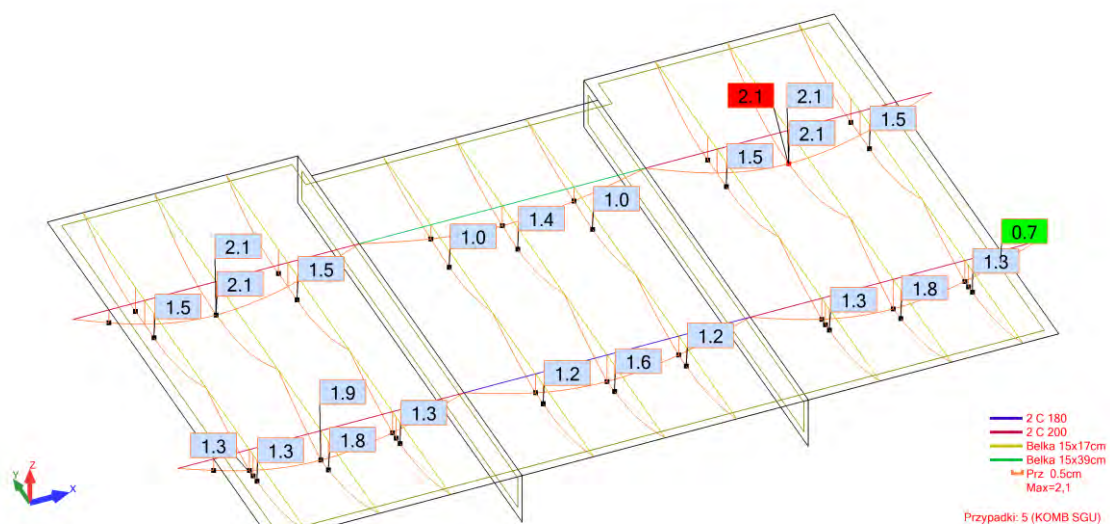 2.1
2.1
2.1
1.5
1.5
1.0
1.4
1.0
0.7
2.1
1.5
2.1
1.5
1.3
1.3
1.8
1.2
1.6
1.2
1.9
1.3
1.3
1.3
1.8
2 C 180
2 C 200
Belka 15x17cm
Belka 15x39cm
Prz 0.5cm
Max=2,1
Przypadki: 5 (KOMB SGU)
Z
Y
X